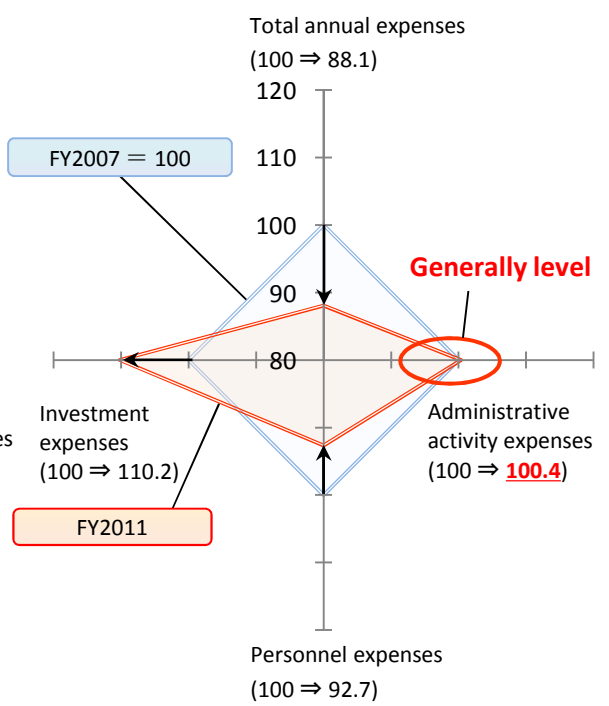 Total annual expenses
(100 ⇒ 88.1)
120
110
FY2007 = 100
100
Generally level
90
80
Investment
expenses
(100 ⇒ 110.2)
es
Administrative
activity expenses
(100 ⇒ 100.4)
FY2011
Personnel expenses
(100 ⇒ 92.7)